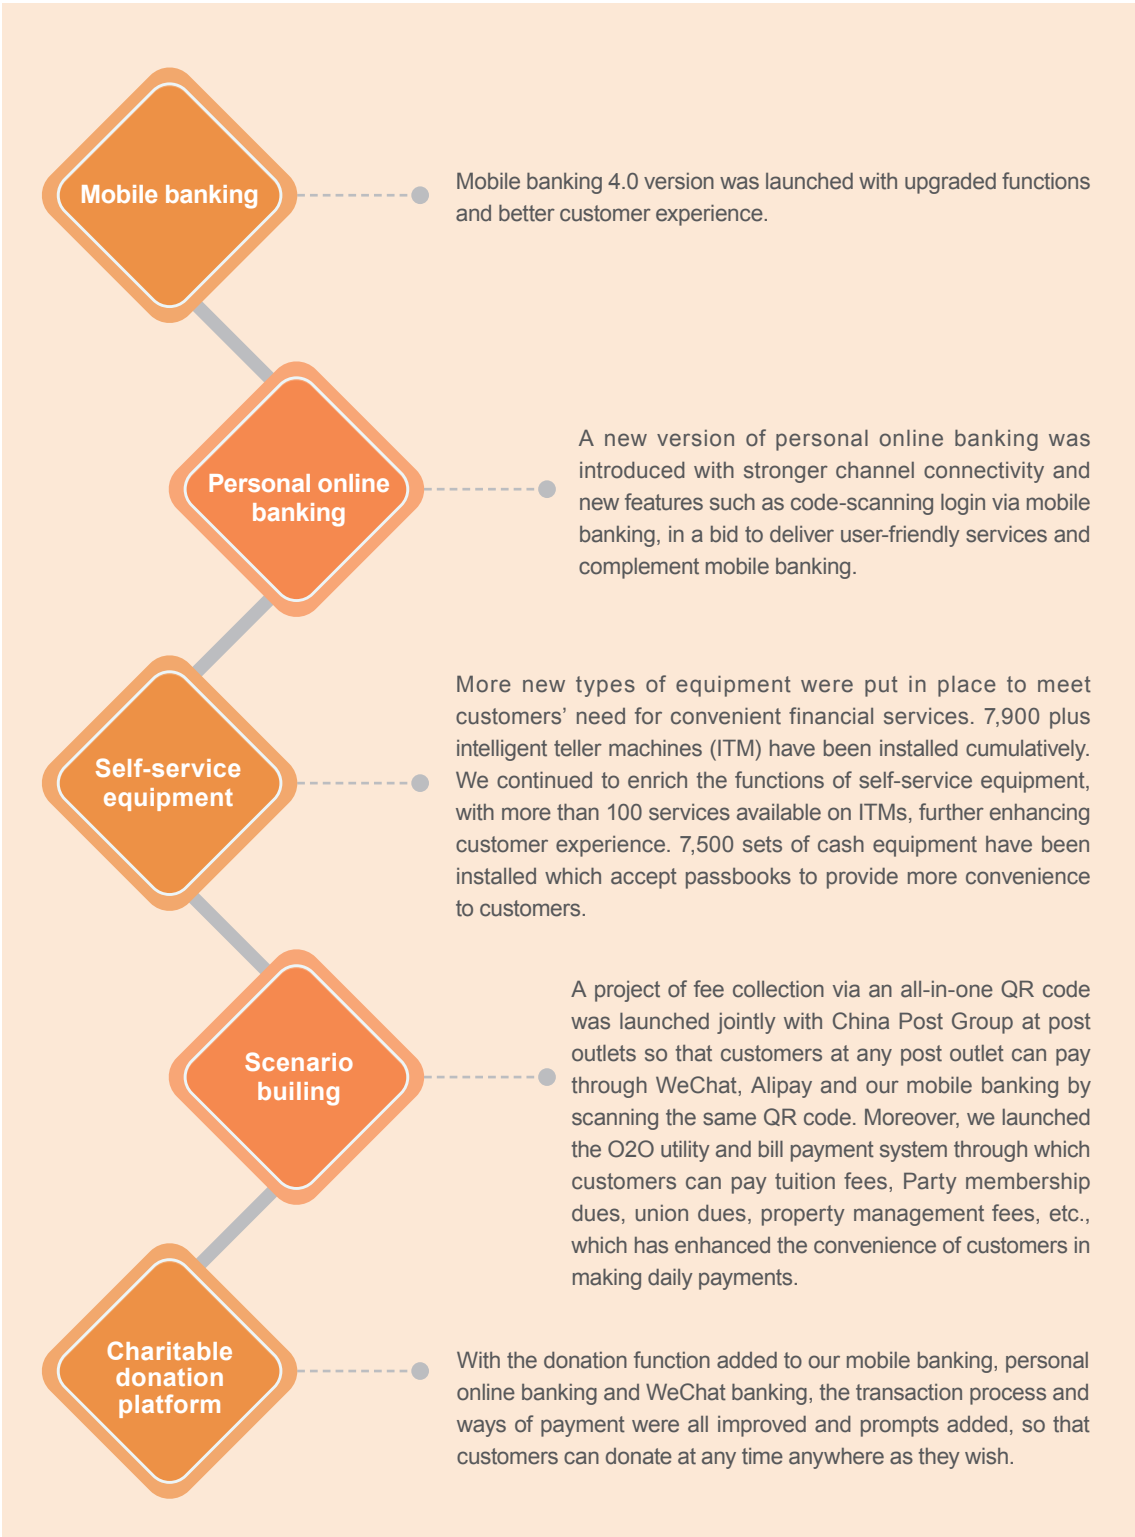 Mobile banking
Mobile banking 4.0 version was launched with upgraded functions
and better customer experience.
Personal online
banking
A new version of personal online banking was
introduced with stronger channel connectivity and
new features such as code-scanning login via mobile
banking, in a bid to deliver user-friendly services and
complement mobile banking.
Self-service
equipment
More new types of equipment were put in place to meet
customers’ need for convenient financial services. 7,900 plus
intelligent teller machines (ITM) have been installed cumulatively.
We continued to enrich the functions of self-service equipment,
with more than 100 services available on ITMs, further enhancing
customer experience. 7,500 sets of cash equipment have been
installed which accept passbooks to provide more convenience
to customers.
Scenario
builing
A project of fee collection via an all-in-one QR code
was launched jointly with China Post Group at post
outlets so that customers at any post outlet can pay
through WeChat, Alipay and our mobile banking by
scanning the same QR code. Moreover, we launched
the O2O utility and bill payment system through which
customers can pay tuition fees, Party membership
dues, union dues, property management fees, etc.,
which has enhanced the convenience of customers in
making daily payments.
Charitable
donation
platform
With the donation function added to our mobile banking, personal
online banking and WeChat banking, the transaction process and
ways of payment were all improved and prompts added, so that
customers can donate at any time anywhere as they wish.